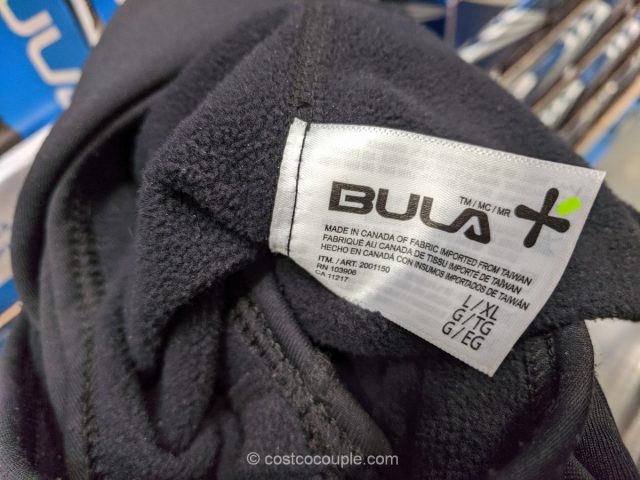 BULA
TM / MC / MR
MADE IN CANADA OF FABRIC IMPORTED FROM TAIWAN
FABRIQUÉ AU CANADA DE TISSU IMPORTÉ DE TAIWAN
HECHO EN CANADÁ CON INSUMOS IMPORTADOS DE TAIWÁN
ITM. / ART. 2001150
RN 103906
CA 11217
L / XL
G / TG
G / EG
© costcocouple.com